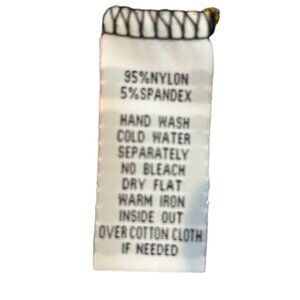 95%NYLON
5%SPANDEX
HAND WASH
COLD WATER
SEPARATELY
NO BLEACH
DRY FLAT
WARM IRON
INSIDE OUT
OVER COTTON CLOTH
IF NEEDED